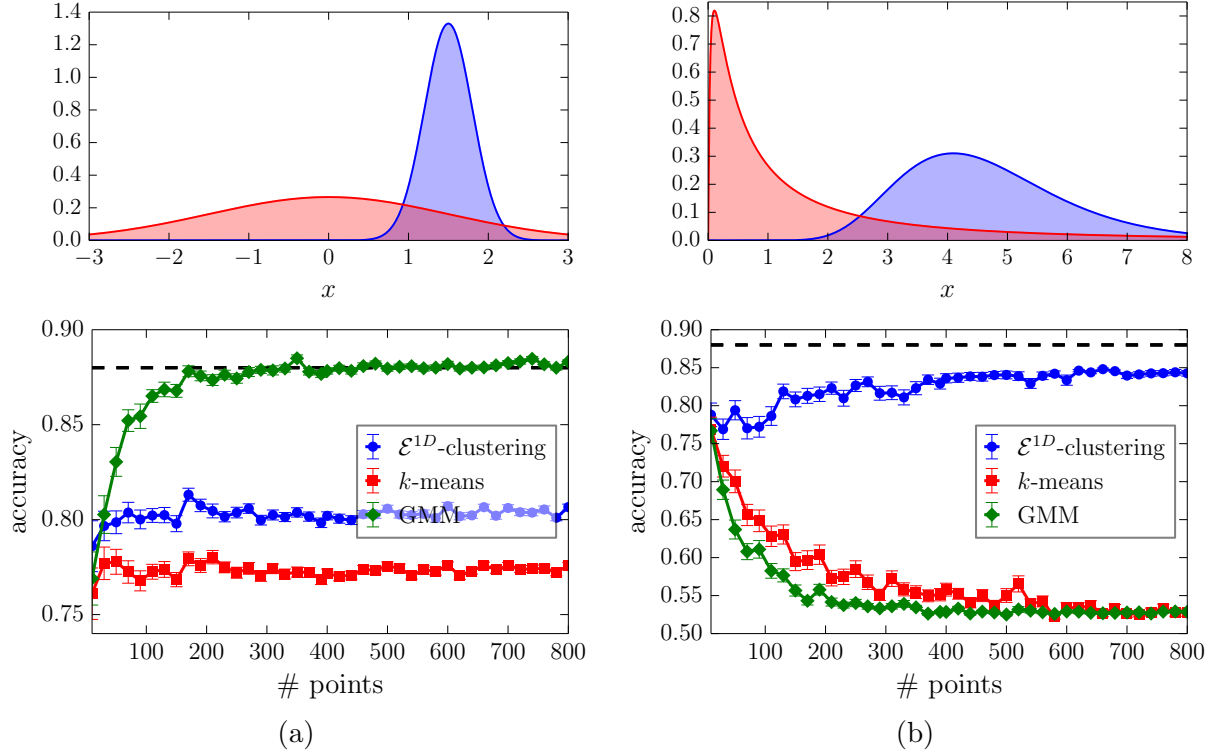 1.4
1.2
1.0
0.8
0.6
0.4
0.2
0.0
−3 −2 −1 0 1 2 3
x
0.8
0.7
0.6
0.5
0.4
0.3
0.2
0.1
0.0
0 1 2 3 4 5 6 7 8
x
0.90
0.85
0.80
0.75
accuracy
ℰ^{1D}-clustering
k-means
GMM
100 200 300 400 500 600 700 800
# points
(a)
0.90
0.85
0.80
0.75
0.70
0.65
0.60
0.55
0.50
accuracy
ℰ^{1D}-clustering
k-means
GMM
100 200 300 400 500 600 700 800
# points
(b)